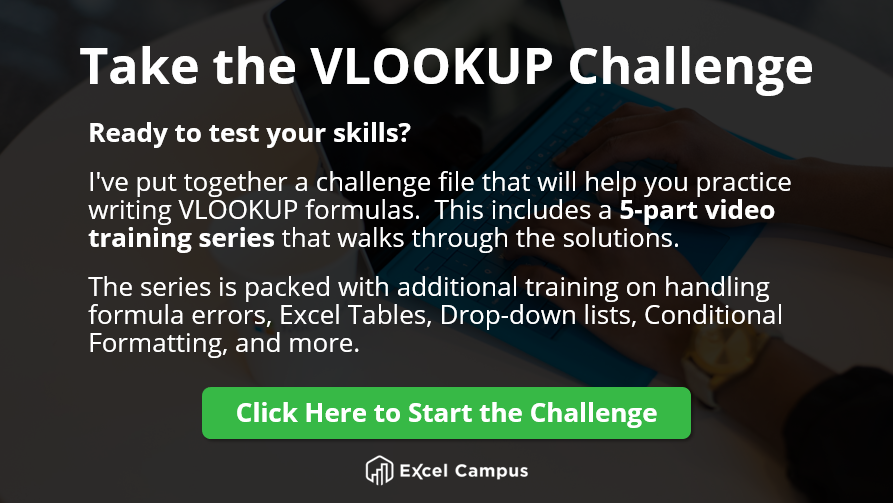 Take the VLOOKUP Challenge
Ready to test your skills?
I've put together a challenge file that will help you practice
writing VLOOKUP formulas.  This includes a 5-part video
training series that walks through the solutions.
The series is packed with additional training on handling
formula errors, Excel Tables, Drop-down lists, Conditional
Formatting, and more.
Click Here to Start the Challenge
Excel Campus